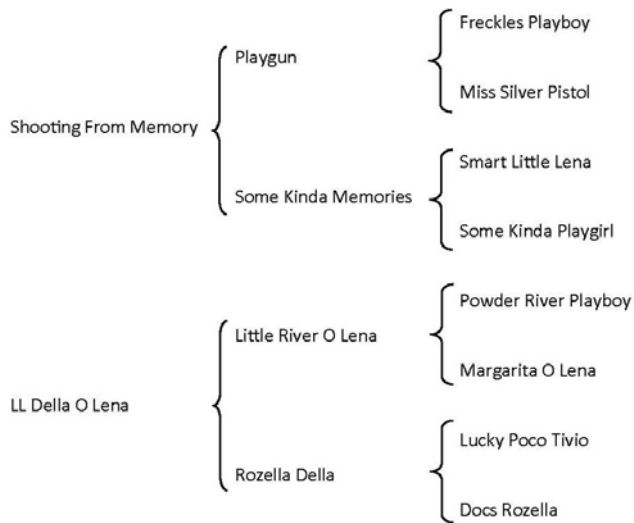 Freckles Playboy
Playgun
Miss Silver Pistol
Shooting From Memory
Smart Little Lena
Some Kinda Memories
Some Kinda Playgirl
Powder River Playboy
Little River O Lena
Margarita O Lena
LL Della O Lena
Lucky Poco Tivio
Rozella Della
Docs Rozella